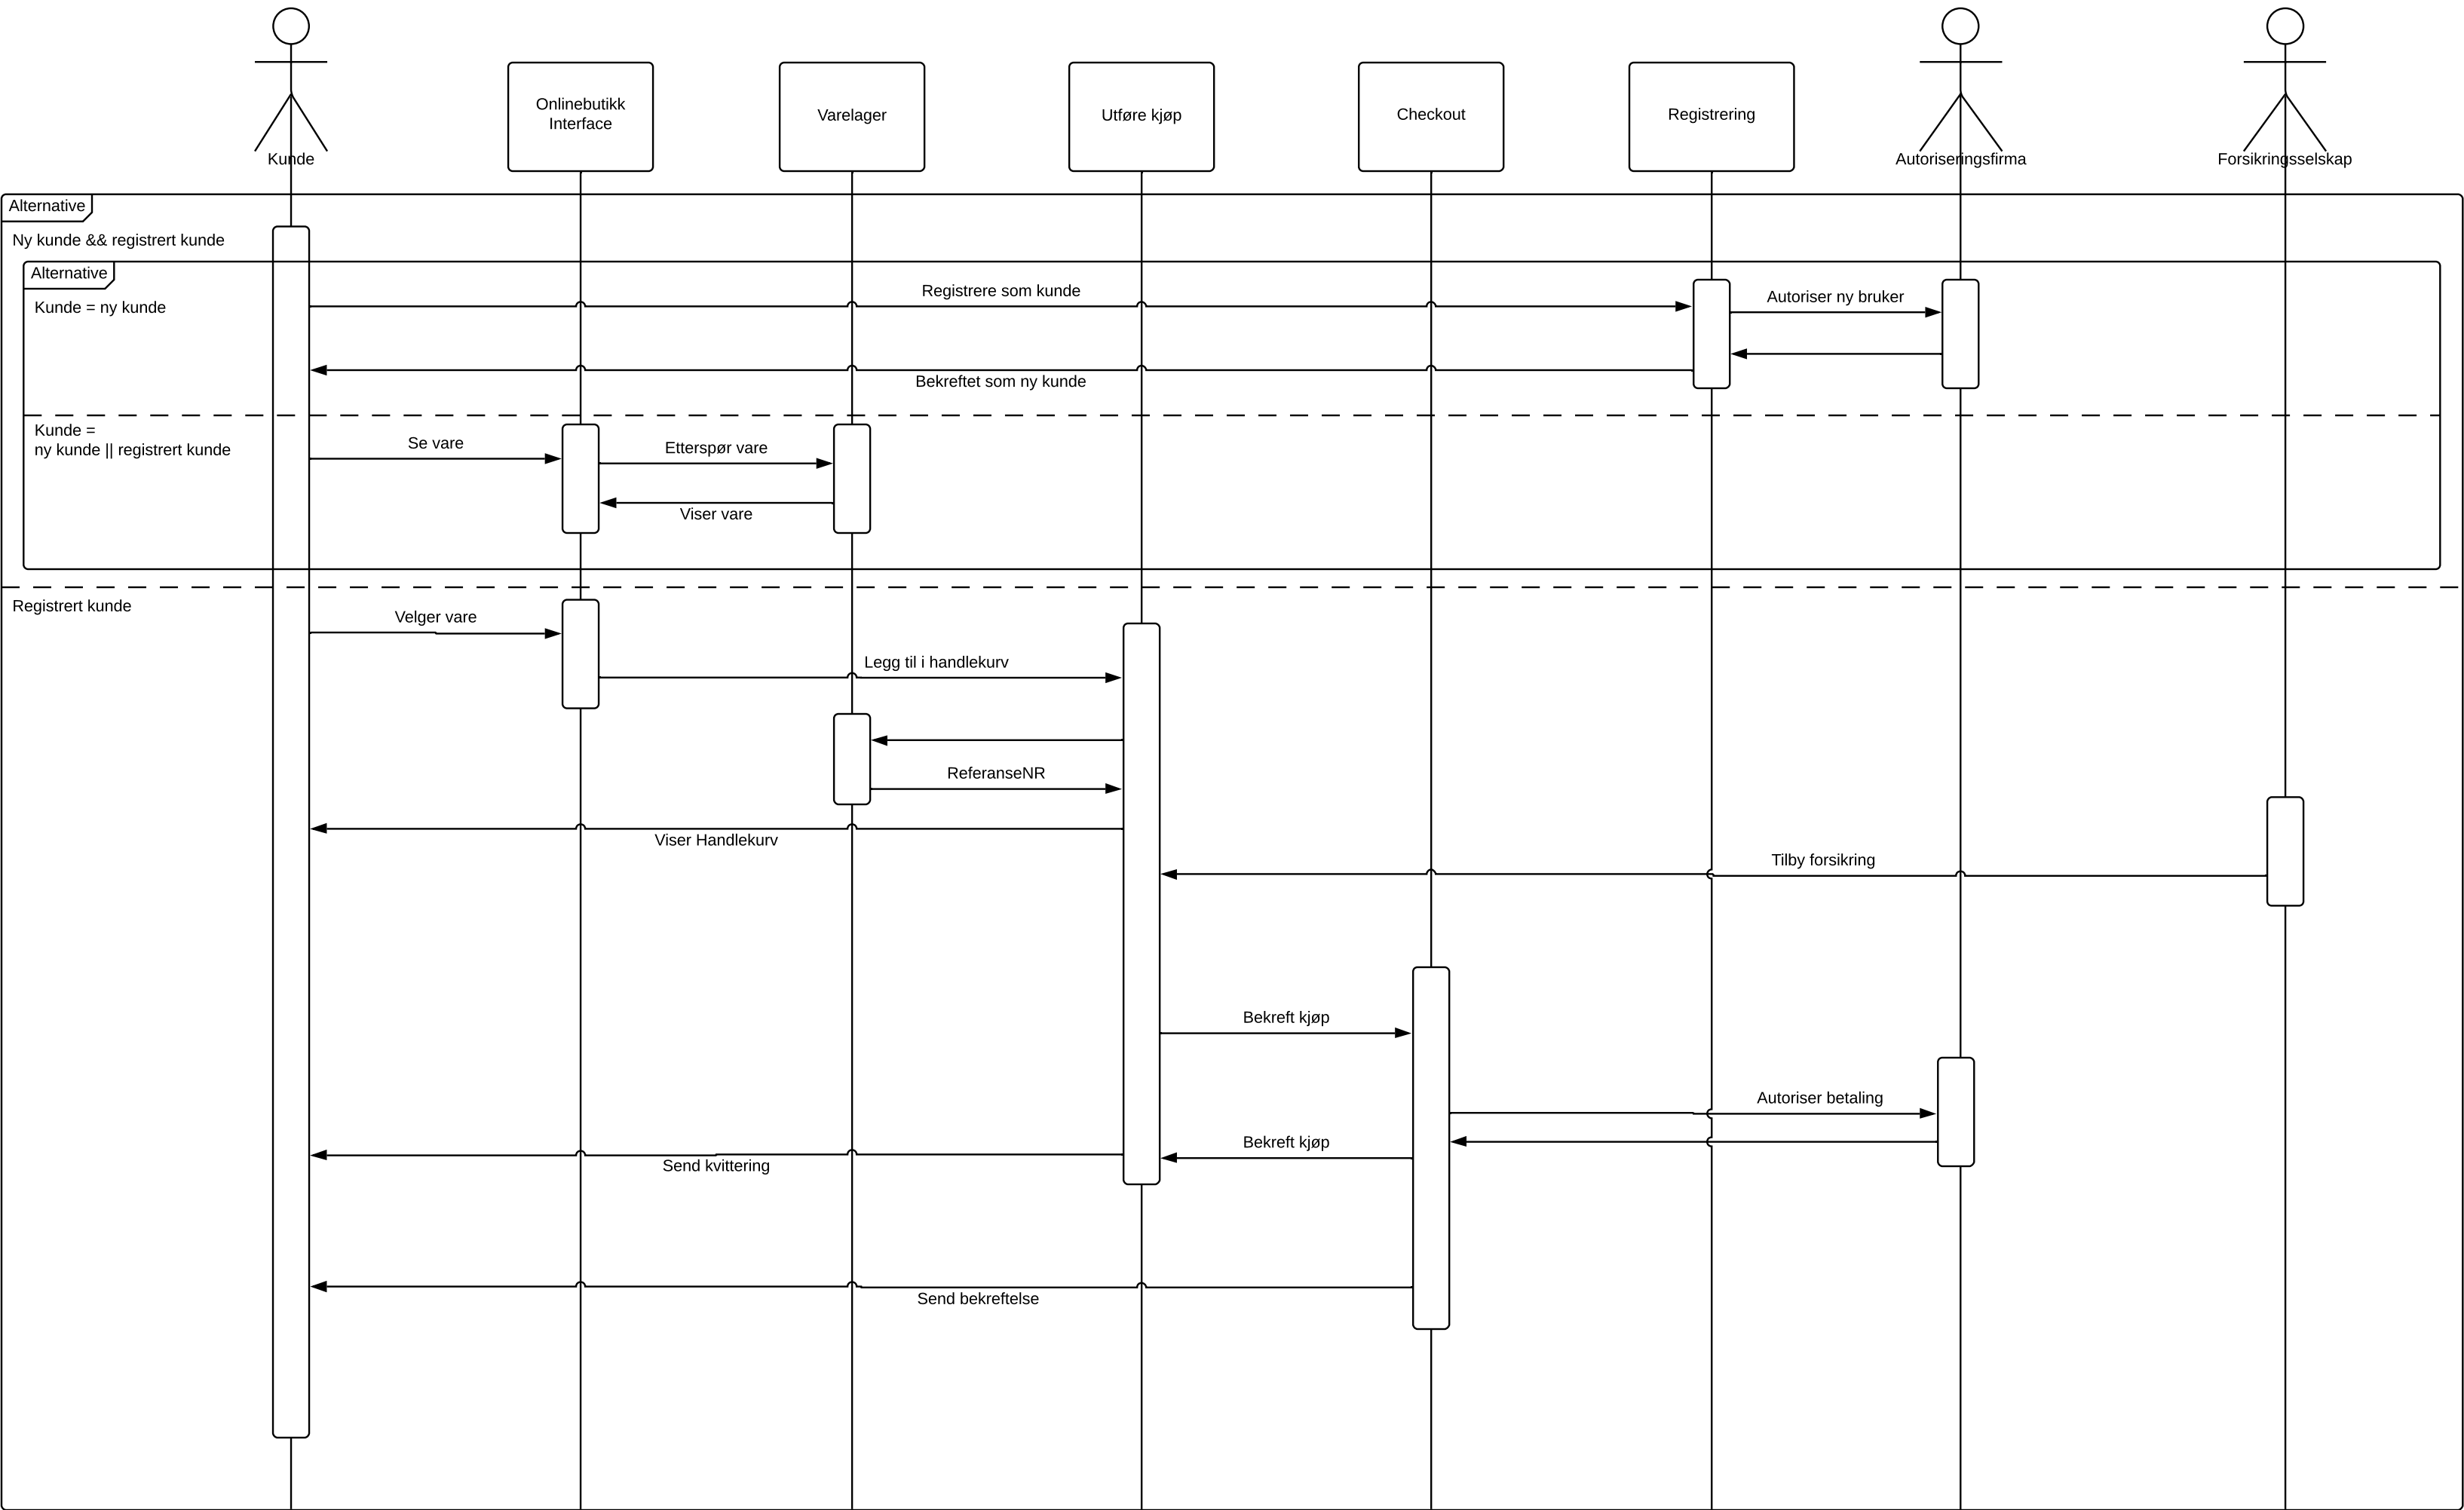 Kunde
Onlinebutikk
Interface
Varelager
Utføre kjøp
Checkout
Registrering
Autoriseringsfirma
Forsikringsselskap
Alternative
Ny kunde && registrert kunde
Alternative
Kunde = ny kunde
Registrere som kunde
Autoriser ny bruker
Bekreftet som ny kunde
Kunde =
ny kunde || registrert kunde
Se vare
Etterspør vare
Viser vare
Registrert kunde
Velger vare
Legg til i handlekurv
ReferanseNR
Viser Handlekurv
Tilby forsikring
Bekreft kjøp
Autoriser betaling
Bekreft kjøp
Send kvittering
Send bekreftelse